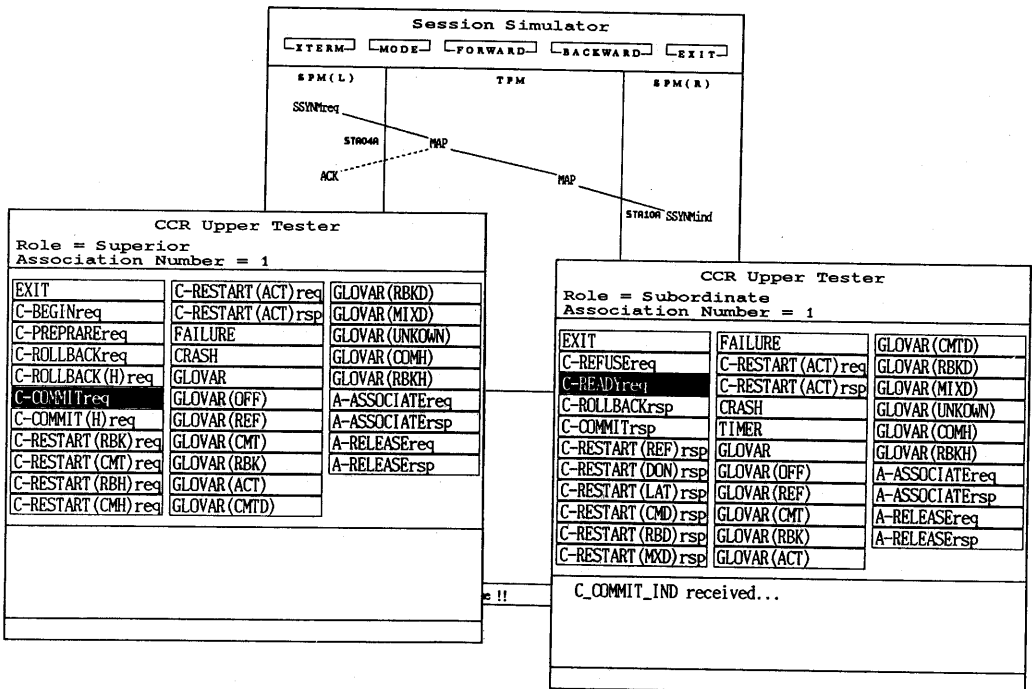 Session Simulator
XTERM MODE FORWARD BACKWARD EXIT
SPM(L) TPM SPM(R)
SSYNMreq
STA04A MAP
ACK
MAP
STA10A SSYNMind
CCR Upper Tester
Role = Superior
Association Number = 1
EXIT C-RESTART(ACT)req GLOVAR(RBKD)
C-BEGINreq C-RESTART(ACT)rsp GLOVAR(MIXD)
C-PREPRAREreq FAILURE GLOVAR(UNKOWN)
C-ROLLBACKreq CRASH GLOVAR(COMH)
C-ROLLBACK(H)req GLOVAR GLOVAR(RBKH)
C-COMMITreq GLOVAR(OFF) A-ASSOCIATEreq
C-COMMIT(H)req GLOVAR(REF) A-ASSOCIATErsp
C-RESTART(RBK)req GLOVAR(CMT) A-RELEASEreq
C-RESTART(CMT)req GLOVAR(RBK) A-RELEASErsp
C-RESTART(RBH)req GLOVAR(ACT)
C-RESTART(CMH)req GLOVAR(CMTD)
!!
CCR Upper Tester
Role = Subordinate
Association Number = 1
EXIT FAILURE GLOVAR(CMTD)
C-REFUSEreq C-RESTART(ACT)req GLOVAR(RBKD)
C-READYreq C-RESTART(ACT)rsp GLOVAR(MIXD)
C-ROLLBACKrsp CRASH GLOVAR(UNKOWN)
C-COMMITrsp TIMER GLOVAR(COMH)
C-RESTART(REF)rsp GLOVAR GLOVAR(RBKH)
C-RESTART(DON)rsp GLOVAR(OFF) A-ASSOCIATEreq
C-RESTART(LAT)rsp GLOVAR(REF) A-ASSOCIATErsp
C-RESTART(CMD)rsp GLOVAR(CMT) A-RELEASEreq
C-RESTART(RBD)rsp GLOVAR(RBK) A-RELEASErsp
C-RESTART(MXD)rsp GLOVAR(ACT)
C_COMMIT_IND received...